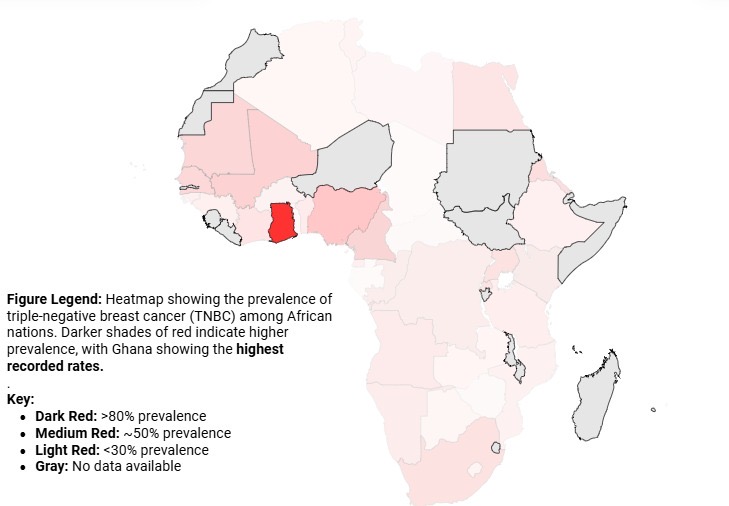 Figure Legend: Heatmap showing the prevalence of
triple-negative breast cancer (TNBC) among African
nations. Darker shades of red indicate higher
prevalence, with Ghana showing the highest
recorded rates.
.
Key:
• Dark Red: >80% prevalence
• Medium Red: ~50% prevalence
• Light Red: <30% prevalence
• Gray: No data available